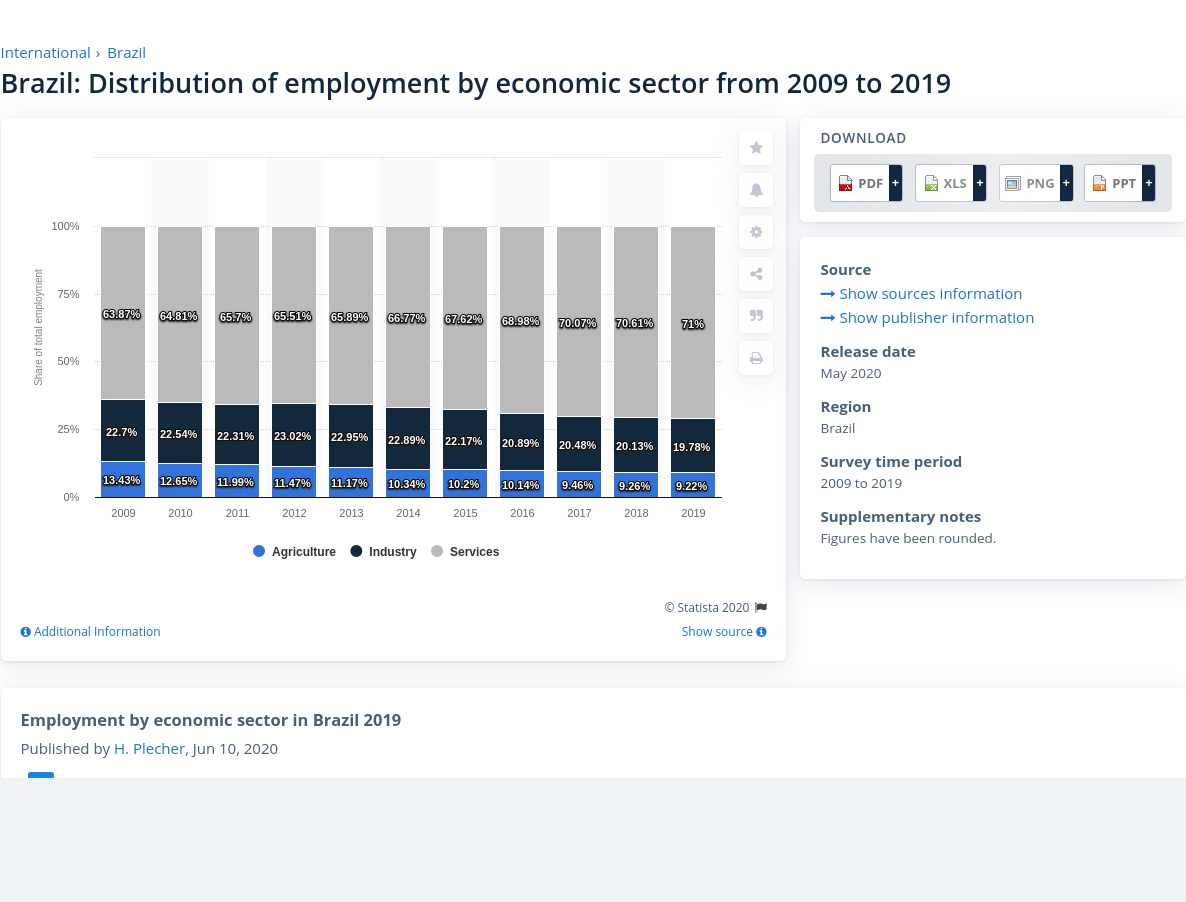 International › Brazil
Brazil: Distribution of employment by economic sector from 2009 to 2019
Share of total employment
100%
75%
50%
25%
0%
63.87% 64.81% 65.7% 65.51% 65.89% 66.77% 67.62% 68.98% 70.07% 70.61% 71%
22.7% 22.54% 22.31% 23.02% 22.95% 22.89% 22.17% 20.89% 20.48% 20.13% 19.78%
13.43% 12.65% 11.99% 11.47% 11.17% 10.34% 10.2% 10.14% 9.46% 9.26% 9.22%
2009 2010 2011 2012 2013 2014 2015 2016 2017 2018 2019
Agriculture Industry Services
© Statista 2020
Additional Information
Show source
DOWNLOAD
PDF + XLS + PNG + PPT +
Source
Show sources information
Show publisher information
Release date
May 2020
Region
Brazil
Survey time period
2009 to 2019
Supplementary notes
Figures have been rounded.
Employment by economic sector in Brazil 2019
Published by H. Plecher, Jun 10, 2020